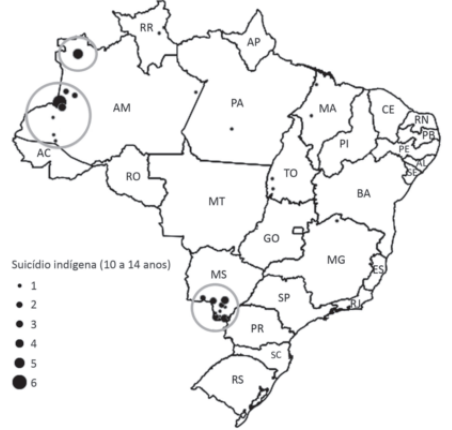 RR
AP
AM
PA
MA
CE
RN
PB
PE
AL
SE
PI
AC
RO
TO
BA
MT
GO
MG
ES
MS
SP
RJ
PR
SC
RS
Suicídio indígena (10 a 14 anos)
1
2
3
4
5
6